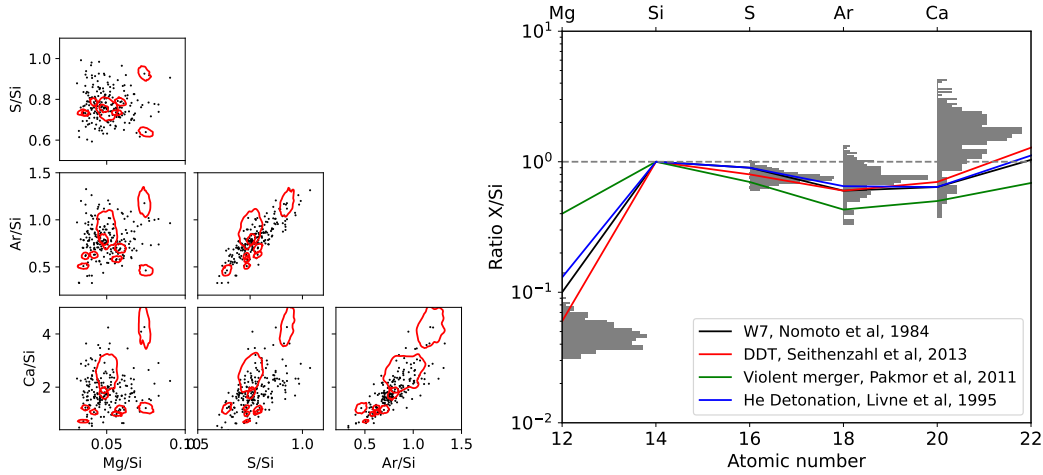 Mg Si S Ar Ca
S/Si
1.0
0.8
0.6
Ar/Si
1.5
1.0
0.5
Ca/Si
4
2
0.05 0.10
Mg/Si
0.5 1.0
S/Si
0.5 1.0 1.5
Ar/Si
Ratio X/Si
10^1
10^0
10^-1
10^-2
W7, Nomoto et al, 1984
DDT, Seithenzahl et al, 2013
Violent merger, Pakmor et al, 2011
He Detonation, Livne et al, 1995
12 14 16 18 20 22
Atomic number